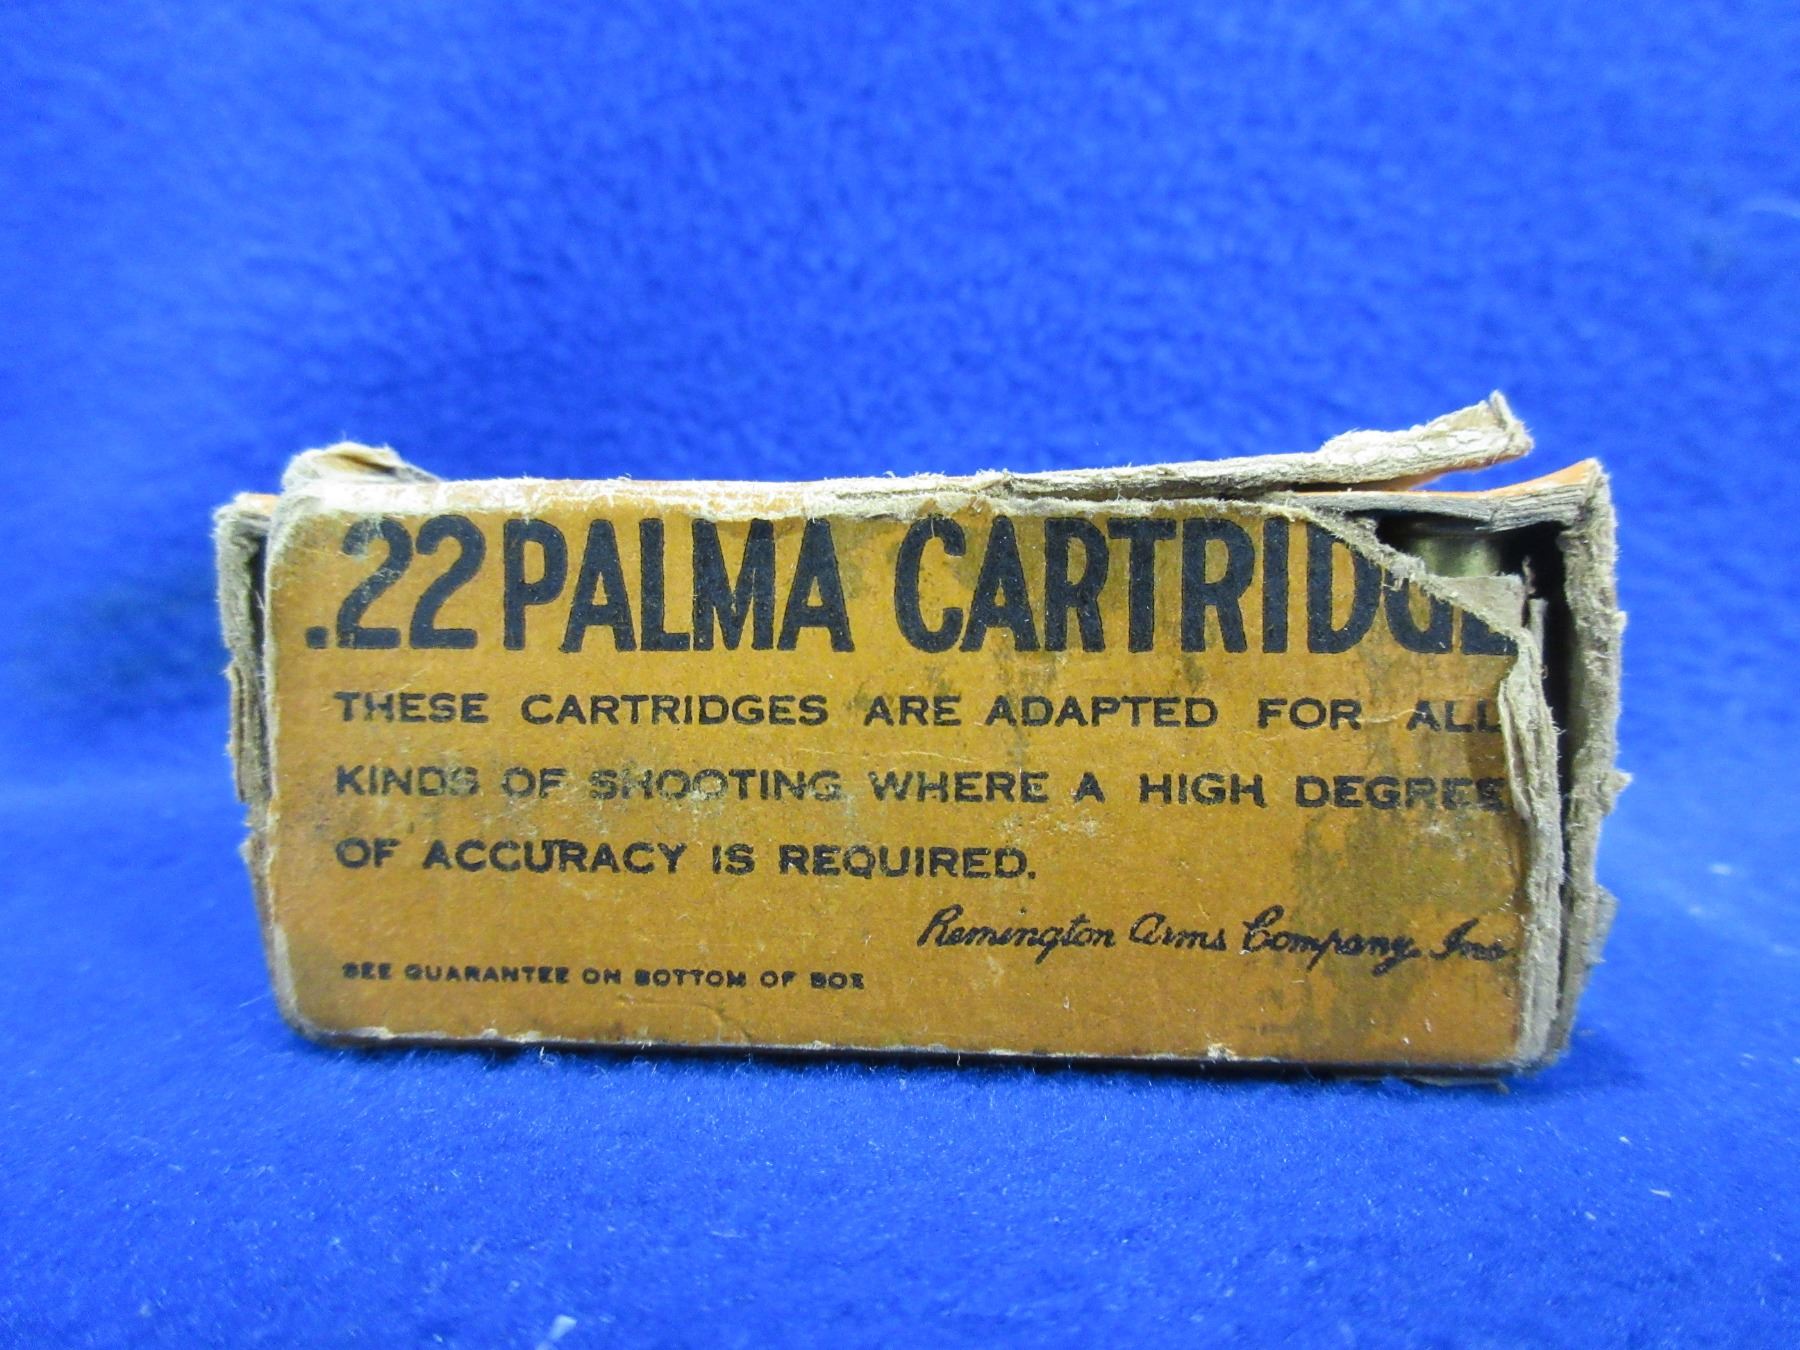 .22 PALMA CARTRIDGE
THESE CARTRIDGES ARE ADAPTED FOR ALL
KINDS OF SHOOTING WHERE A HIGH DEGREE
OF ACCURACY IS REQUIRED.
Remington Arms Company, Inc
SEE GUARANTEE ON BOTTOM OF BOX